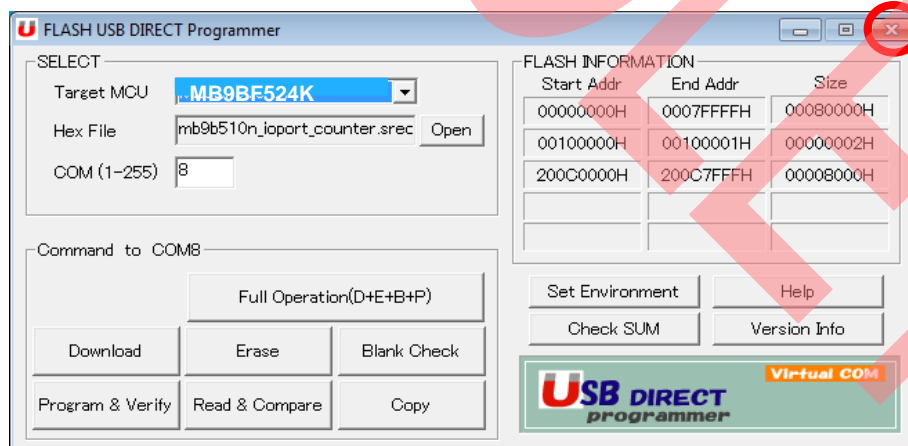 FLASH USB DIRECT Programmer
SELECT
Target MCU MB9BF524K
Hex File mb9b510n_ioport_counter.srec Open
COM (1-255) 8
Command to COM8
Full Operation(D+E+B+P)
Download Erase Blank Check
Program & Verify Read & Compare Copy
FLASH INFORMATION
Start Addr End Addr Size
00000000H 0007FFFFH 00080000H
00100000H 00100001H 00000002H
200C0000H 200C7FFFH 00008000H
Set Environment Help
Check SUM Version Info
Virtual COM
USB DIRECT
programmer